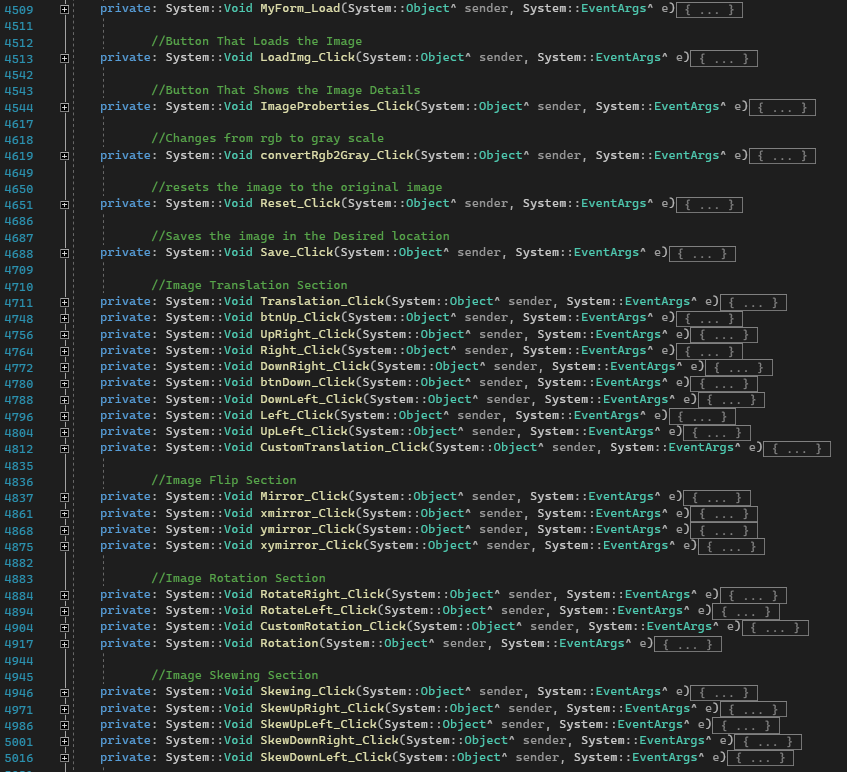 4509 private: System::Void MyForm_Load(System::Object^ sender, System::EventArgs^ e){ ... }
4511
4512 //Button That Loads the Image
4513 private: System::Void LoadImg_Click(System::Object^ sender, System::EventArgs^ e){ ... }
4542
4543 //Button That Shows the Image Details
4544 private: System::Void ImageProperties_Click(System::Object^ sender, System::EventArgs^ e){ ... }
4617
4618 //Changes from rgb to gray scale
4619 private: System::Void convertRgb2Gray_Click(System::Object^ sender, System::EventArgs^ e){ ... }
4649
4650 //resets the image to the original image
4651 private: System::Void Reset_Click(System::Object^ sender, System::EventArgs^ e){ ... }
4686
4687 //Saves the image in the Desired location
4688 private: System::Void Save_Click(System::Object^ sender, System::EventArgs^ e){ ... }
4709
4710 //Image Translation Section
4711 private: System::Void Translation_Click(System::Object^ sender, System::EventArgs^ e){ ... }
4748 private: System::Void btnUp_Click(System::Object^ sender, System::EventArgs^ e){ ... }
4756 private: System::Void UpRight_Click(System::Object^ sender, System::EventArgs^ e){ ... }
4764 private: System::Void Right_Click(System::Object^ sender, System::EventArgs^ e){ ... }
4772 private: System::Void DownRight_Click(System::Object^ sender, System::EventArgs^ e){ ... }
4780 private: System::Void btnDown_Click(System::Object^ sender, System::EventArgs^ e){ ... }
4788 private: System::Void DownLeft_Click(System::Object^ sender, System::EventArgs^ e){ ... }
4796 private: System::Void Left_Click(System::Object^ sender, System::EventArgs^ e){ ... }
4804 private: System::Void UpLeft_Click(System::Object^ sender, System::EventArgs^ e){ ... }
4812 private: System::Void CustomTranslation_Click(System::Object^ sender, System::EventArgs^ e){ ... }
4835
4836 //Image Flip Section
4837 private: System::Void Mirror_Click(System::Object^ sender, System::EventArgs^ e){ ... }
4861 private: System::Void xmirror_Click(System::Object^ sender, System::EventArgs^ e){ ... }
4868 private: System::Void ymirror_Click(System::Object^ sender, System::EventArgs^ e){ ... }
4875 private: System::Void xymirror_Click(System::Object^ sender, System::EventArgs^ e){ ... }
4882
4883 //Image Rotation Section
4884 private: System::Void RotateRight_Click(System::Object^ sender, System::EventArgs^ e){ ... }
4894 private: System::Void RotateLeft_Click(System::Object^ sender, System::EventArgs^ e){ ... }
4904 private: System::Void CustomRotation_Click(System::Object^ sender, System::EventArgs^ e){ ... }
4917 private: System::Void Rotation(System::Object^ sender, System::EventArgs^ e){ ... }
4944
4945 //Image Skewing Section
4946 private: System::Void Skewing_Click(System::Object^ sender, System::EventArgs^ e){ ... }
4971 private: System::Void SkewUpRight_Click(System::Object^ sender, System::EventArgs^ e){ ... }
4986 private: System::Void SkewUpLeft_Click(System::Object^ sender, System::EventArgs^ e){ ... }
5001 private: System::Void SkewDownRight_Click(System::Object^ sender, System::EventArgs^ e){ ... }
5016 private: System::Void SkewDownLeft_Click(System::Object^ sender, System::EventArgs^ e){ ... }